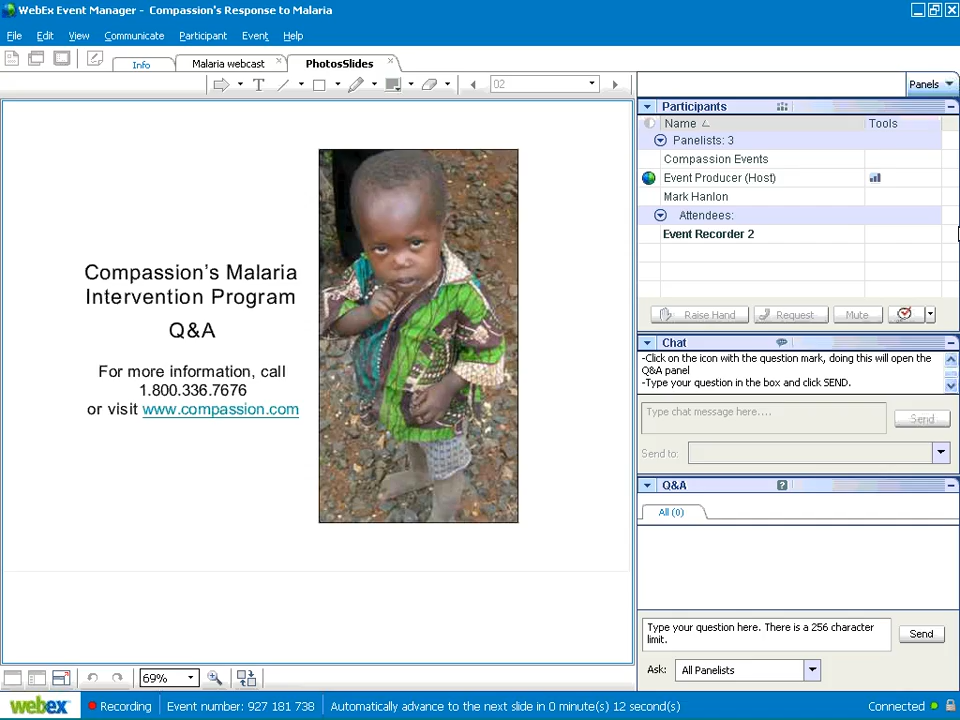 WebEx Event Manager - Compassion's Response to Malaria
File Edit View Communicate Participant Event Help
Info Malaria webcast PhotosSlides
T 02 Panels
Participants
Name Tools
Panelists: 3
Compassion Events
Event Producer (Host)
Mark Hanlon
Attendees:
Event Recorder 2
Raise Hand Request Mute
Chat
-Click on the icon with the question mark, doing this will open the
Q&A panel
-Type your question in the box and click SEND.
Type chat message here.... Send
Send to:
Q&A ?
All (0)
Type your question here. There is a 256 character
limit.
Send
Ask: All Panelists
Compassion’s Malaria
Intervention Program
Q&A
For more information, call
1.800.336.7676
or visit www.compassion.com
69%
webex Recording Event number: 927 181 738 Automatically advance to the next slide in 0 minute(s) 12 second(s) Connected